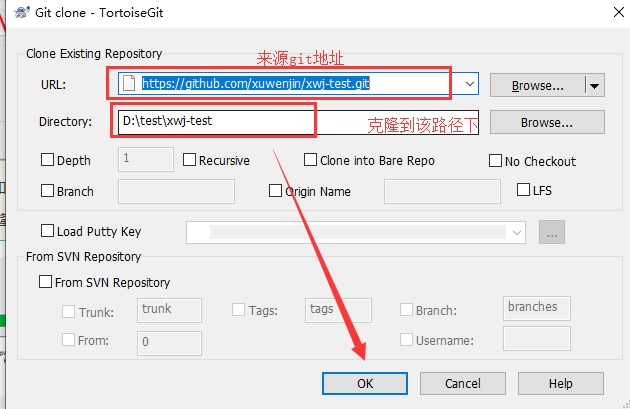 Git clone - TortoiseGit
Clone Existing Repository
来源git地址
URL: https://github.com/xuwenjin/xwj-test.git Browse...
Directory: D:\test\xwj-test 克隆到该路径下 Browse...
Depth 1 Recursive Clone into Bare Repo No Checkout
Branch Origin Name LFS
Load Putty Key ...
From SVN Repository
From SVN Repository
Trunk: trunk Tags: tags Branch: branches
From: 0 Username:
OK Cancel Help